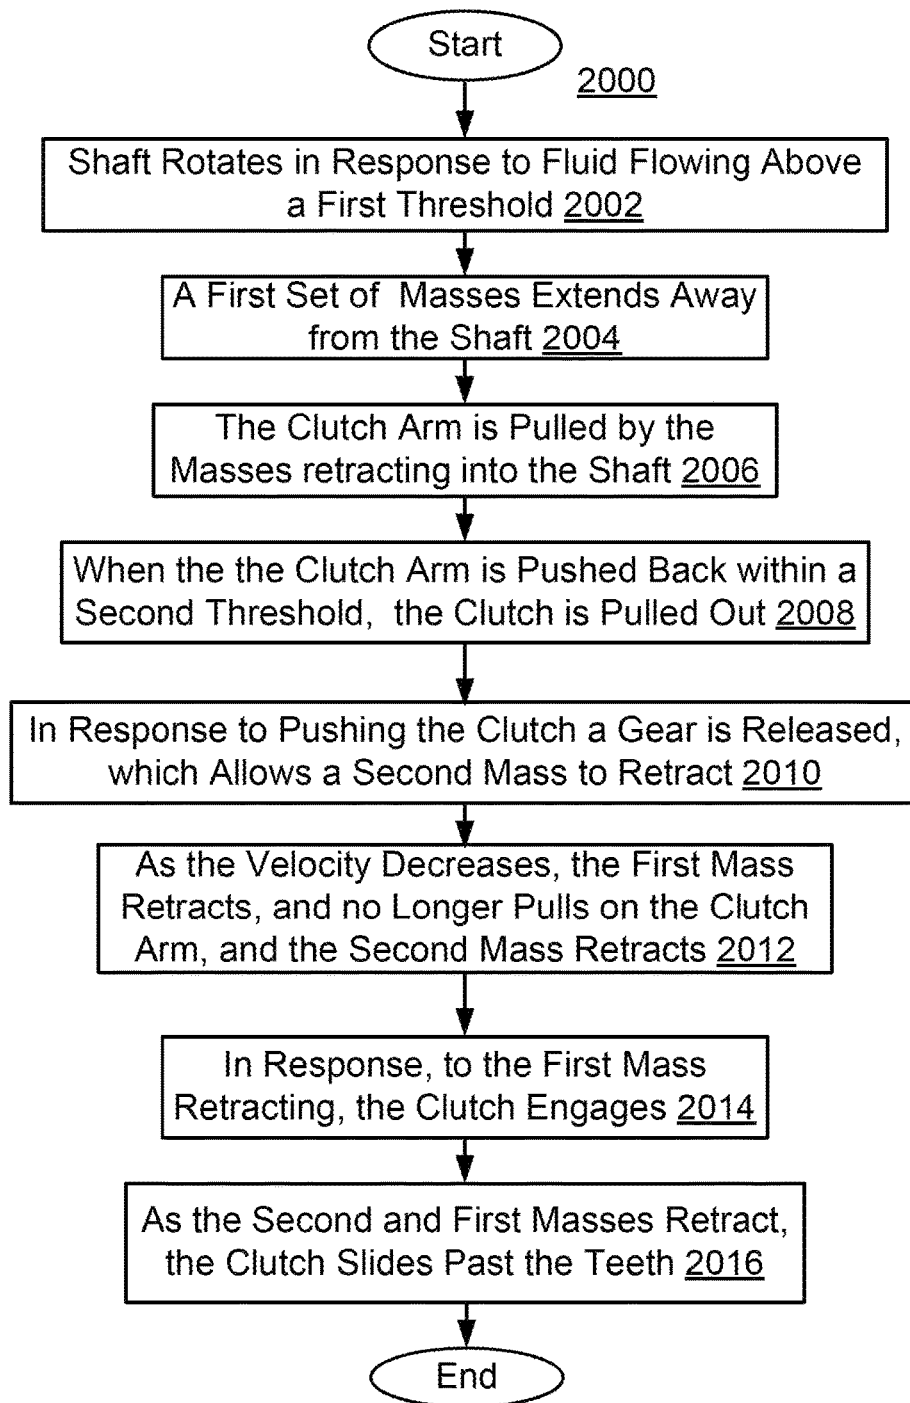 Start
2000
Shaft Rotates in Response to Fluid Flowing Above
a First Threshold 2002
A First Set of Masses Extends Away
from the Shaft 2004
The Clutch Arm is Pulled by the
Masses retracting into the Shaft 2006
When the the Clutch Arm is Pushed Back within a
Second Threshold, the Clutch is Pulled Out 2008
In Response to Pushing the Clutch a Gear is Released,
which Allows a Second Mass to Retract 2010
As the Velocity Decreases, the First Mass
Retracts, and no Longer Pulls on the Clutch
Arm, and the Second Mass Retracts 2012
In Response, to the First Mass
Retracting, the Clutch Engages 2014
As the Second and First Masses Retract,
the Clutch Slides Past the Teeth 2016
End